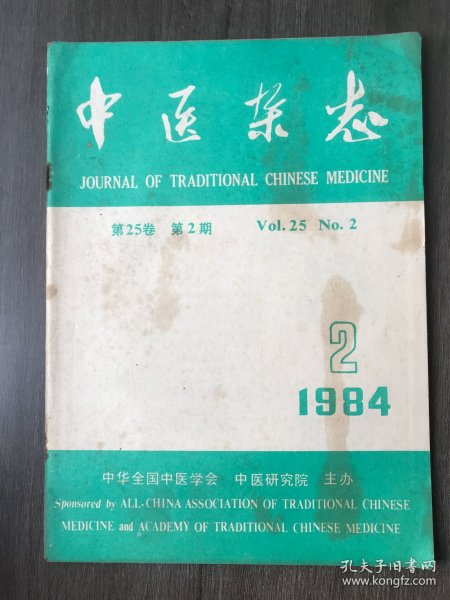 中医杂志
JOURNAL OF TRADITIONAL CHINESE MEDICINE
第25卷 第2期 Vol. 25 No. 2
2
1984
中华全国中医学会 中医研究院 主办
Sponsored by ALL-CHINA ASSOCIATION OF TRADITIONAL CHINESE
MEDICINE and ACADEMY OF TRADITIONAL CHINESE MEDICINE
孔夫子旧书网
www.kongfz.com